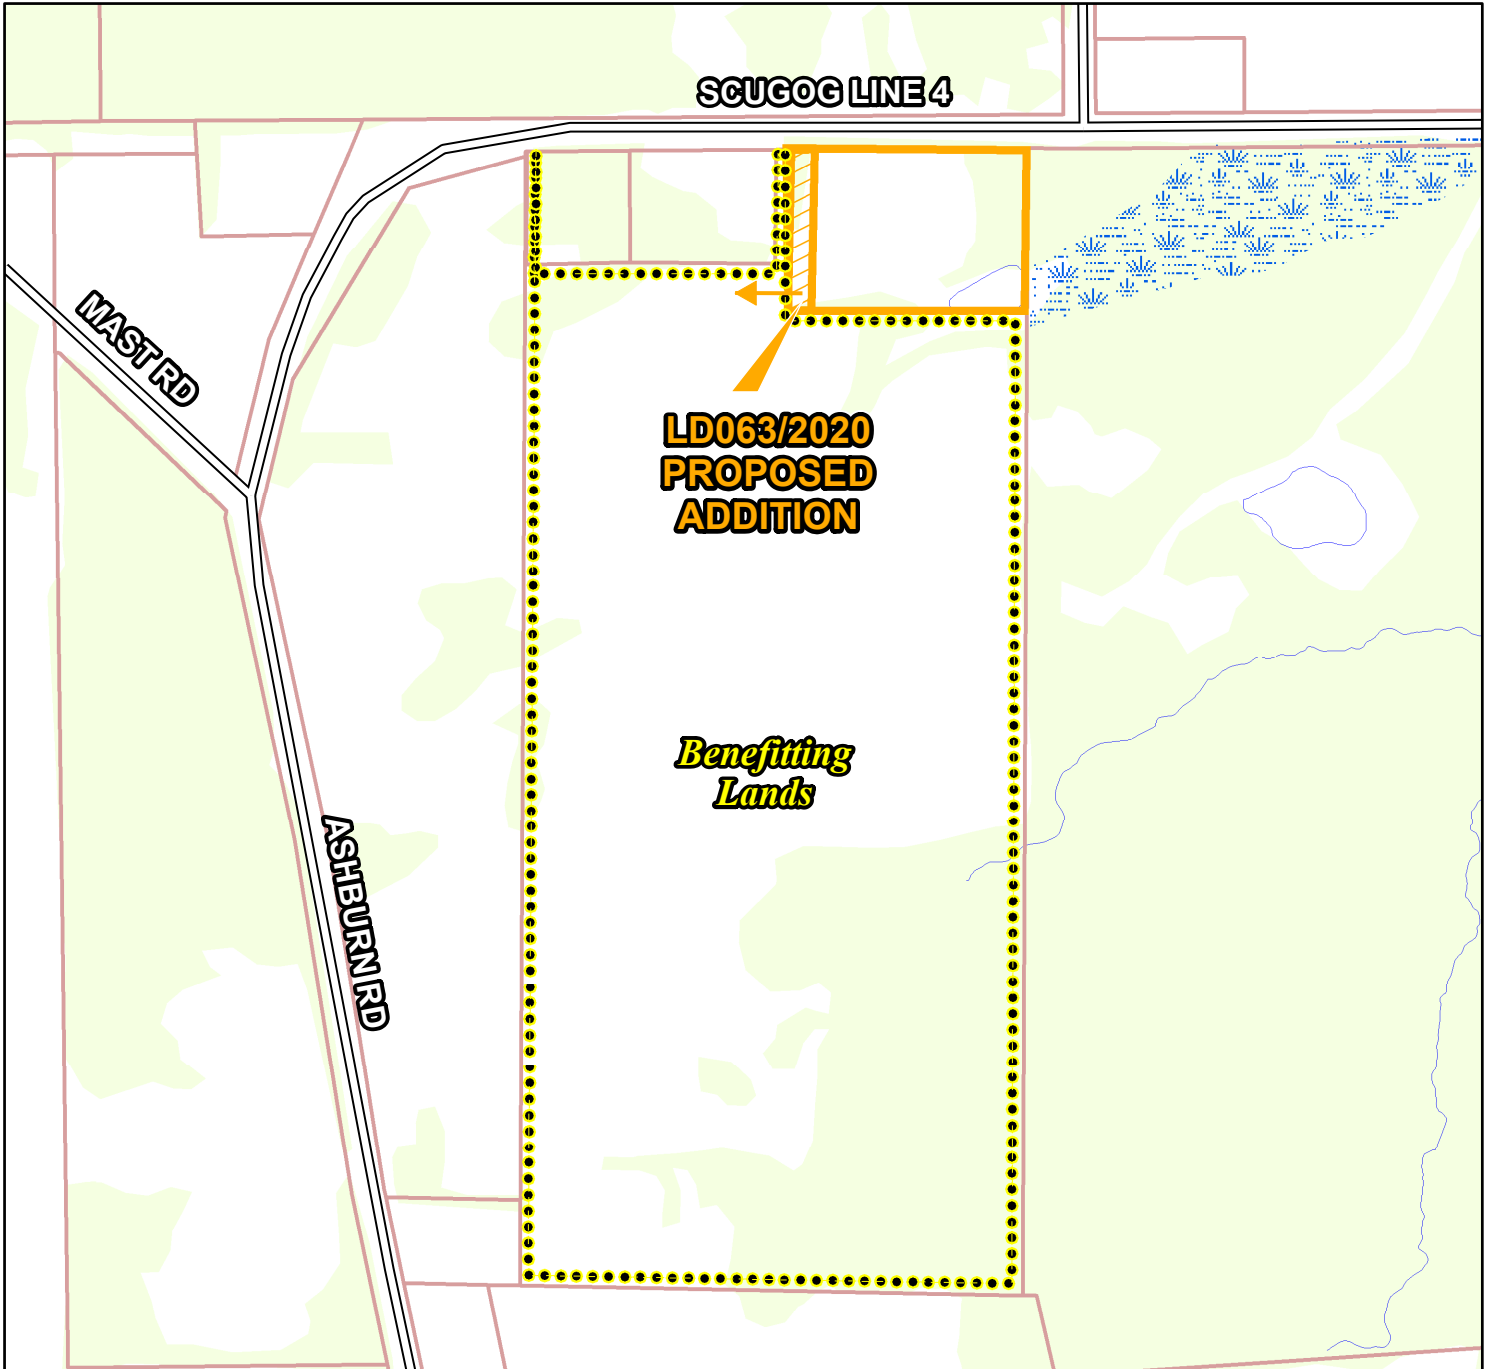 SCUGOG LINE 4
MAST RD
LD063/2020
PROPOSED
ADDITION
Benefitting
Lands
ASHBURN RD